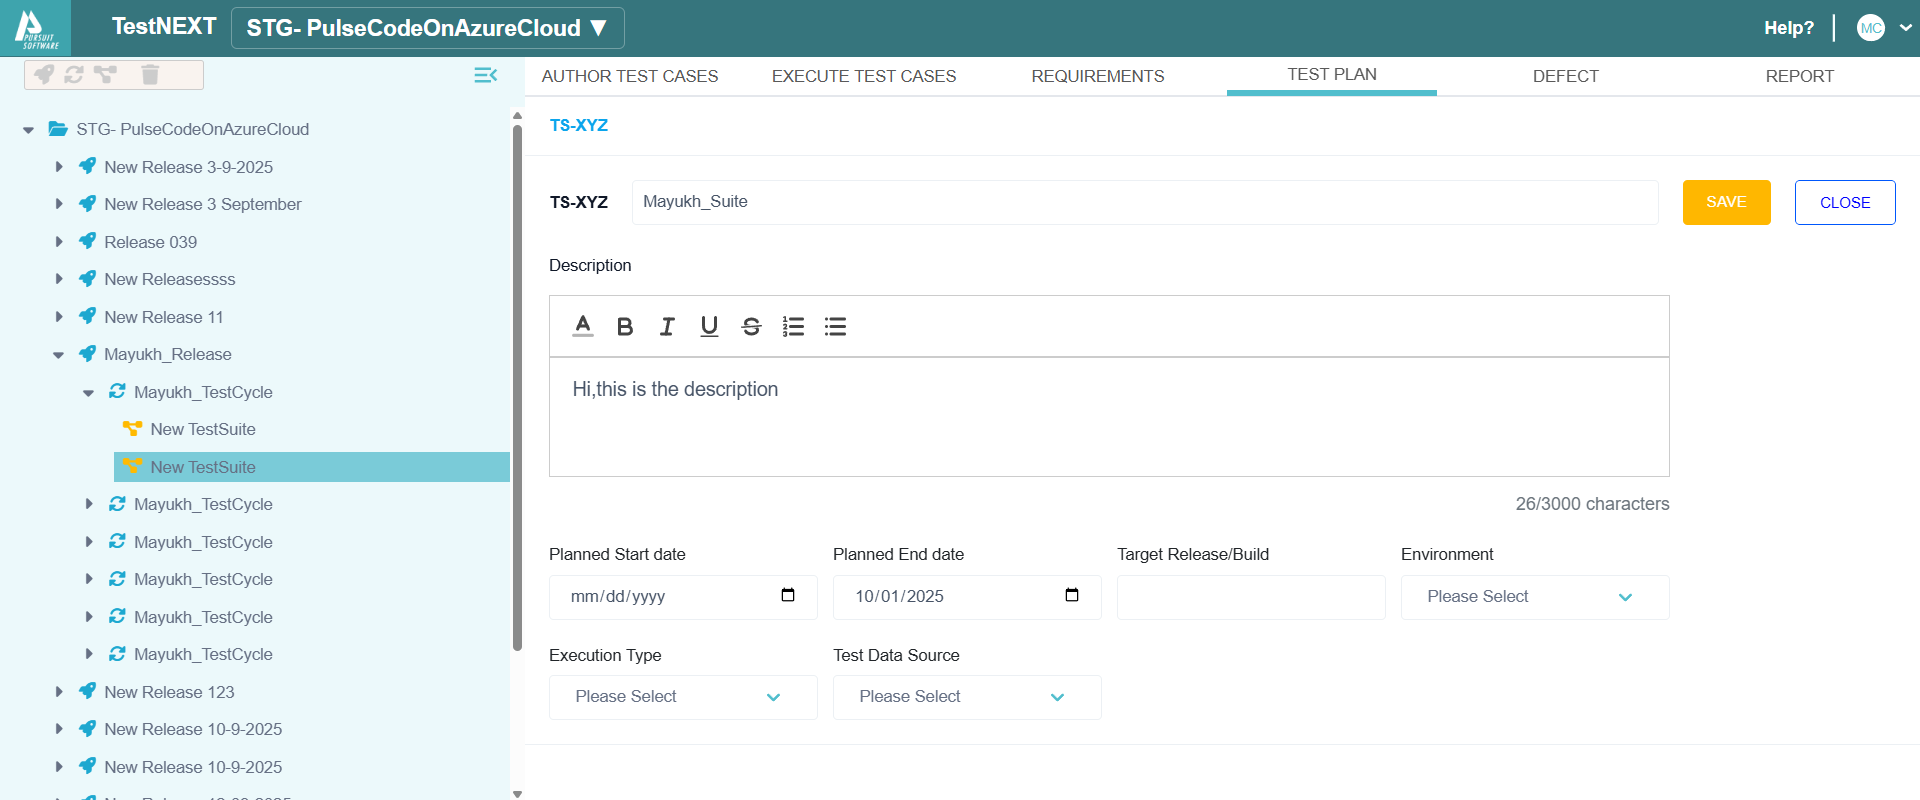 PURSUIT
SOFTWARE
TestNEXT
STG- PulseCodeOnAzureCloud ▼
Help?
MC
AUTHOR TEST CASES
EXECUTE TEST CASES
REQUIREMENTS
TEST PLAN
DEFECT
REPORT
STG- PulseCodeOnAzureCloud
New Release 3-9-2025
New Release 3 September
Release 039
New Releasessss
New Release 11
Mayukh_Release
Mayukh_TestCycle
New TestSuite
New TestSuite
Mayukh_TestCycle
Mayukh_TestCycle
Mayukh_TestCycle
Mayukh_TestCycle
Mayukh_TestCycle
New Release 123
New Release 10-9-2025
New Release 10-9-2025
TS-XYZ
TS-XYZ
Mayukh_Suite
SAVE
CLOSE
Description
Hi,this is the description
26/3000 characters
Planned Start date
Planned End date
Target Release/Build
Environment
mm/dd/yyyy
10/01/2025
Please Select
Execution Type
Test Data Source
Please Select
Please Select